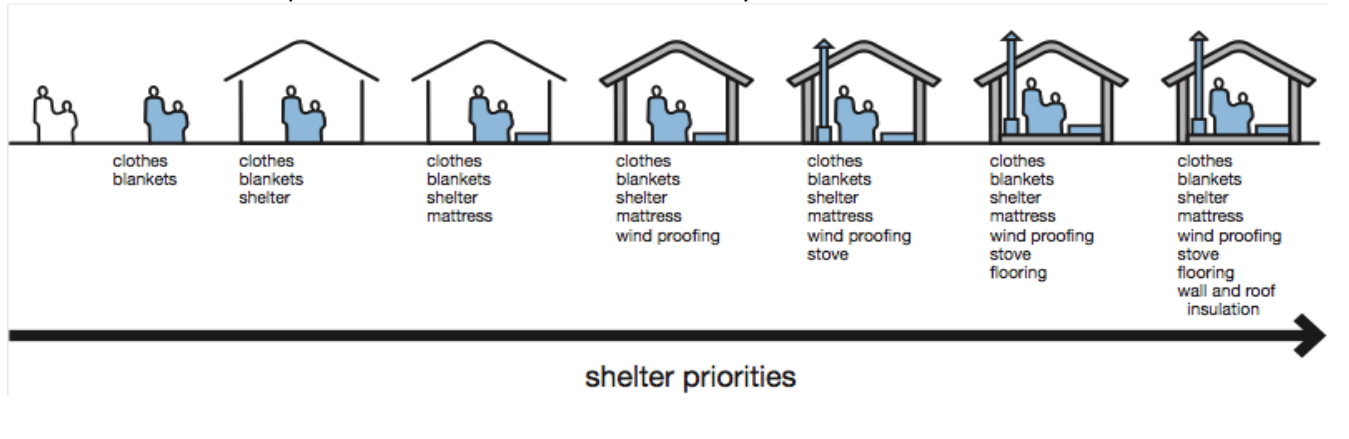 clothes
blankets
clothes
blankets
shelter
clothes
blankets
shelter
mattress
clothes
blankets
shelter
mattress
wind proofing
clothes
blankets
shelter
mattress
wind proofing
stove
clothes
blankets
shelter
mattress
wind proofing
stove
flooring
clothes
blankets
shelter
mattress
wind proofing
stove
flooring
wall and roof
insulation
shelter priorities